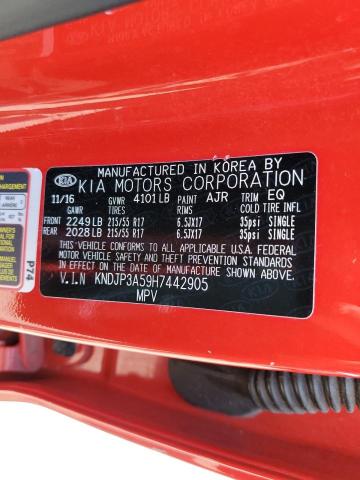 MANUFACTURED IN KOREA BY
KIA KIA MOTORS CORPORATION
11/16 GVWR 4101LB PAINT AJR TRIM EQ
GAWR TIRES RIMS COLD TIRE INFL
FRONT 2249LB 215/55 R17 6.5JX17 35psi SINGLE
REAR 2028LB 215/55 R17 6.5JX17 35psi SINGLE
THIS VEHICLE CONFORMS TO ALL APPLICABLE U.S.A. FEDERAL
MOTOR VEHICLE SAFETY AND THEFT PREVENTION STANDARDS
IN EFFECT ON THE DATE OF MANUFACTURE SHOWN ABOVE.
V.I.N KNDJP3A59H7442905
MPV
P74